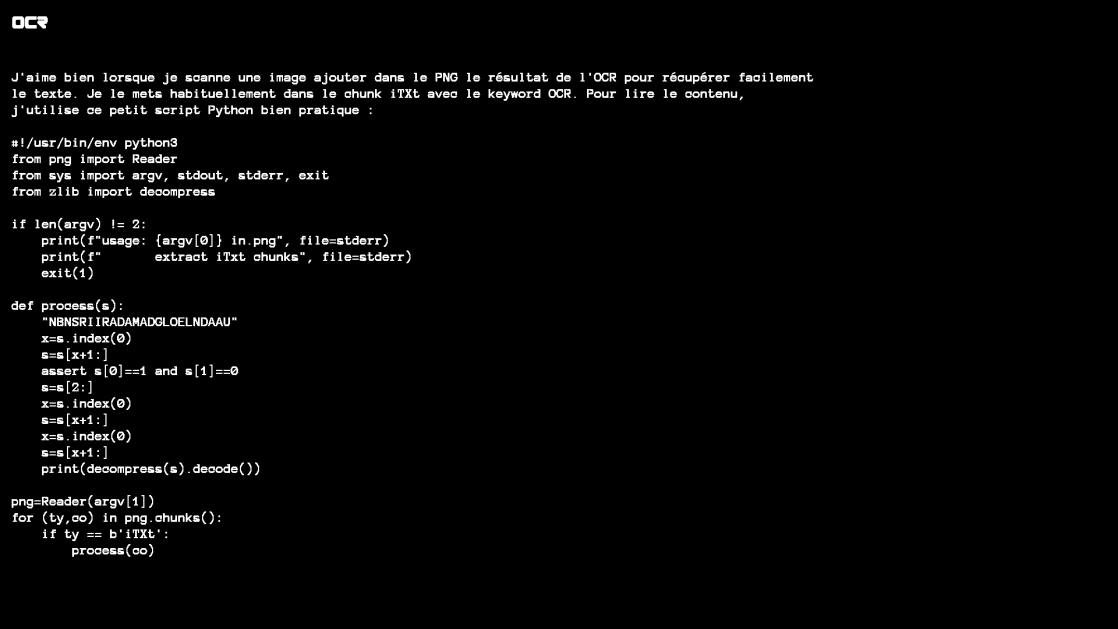 OCR
J'aime bien lorsque je scanne une image ajouter dans le PNG le résultat de l'OCR pour récupérer facilement
le texte. Je le mets habituellement dans le chunk iTXt avec le keyword OCR. Pour lire le contenu,
j'utilise ce petit script Python bien pratique :
#!/usr/bin/env python3
from png import Reader
from sys import argv, stdout, stderr, exit
from zlib import decompress
if len(argv) != 2:
    print(f"usage: {argv[0]} in.png", file=stderr)
    print(f"       extract iTxt chunks", file=stderr)
    exit(1)
def process(s):
    "NBNSRIIRADAMADGLOELNDAAU"
    x=s.index(0)
    s=s[x+1:]
    assert s[0]==1 and s[1]==0
    s=s[2:]
    x=s.index(0)
    s=s[x+1:]
    x=s.index(0)
    s=s[x+1:]
    print(decompress(s).decode())
png=Reader(argv[1])
for (ty,co) in png.chunks():
    if ty == b'iTXt':
        process(co)